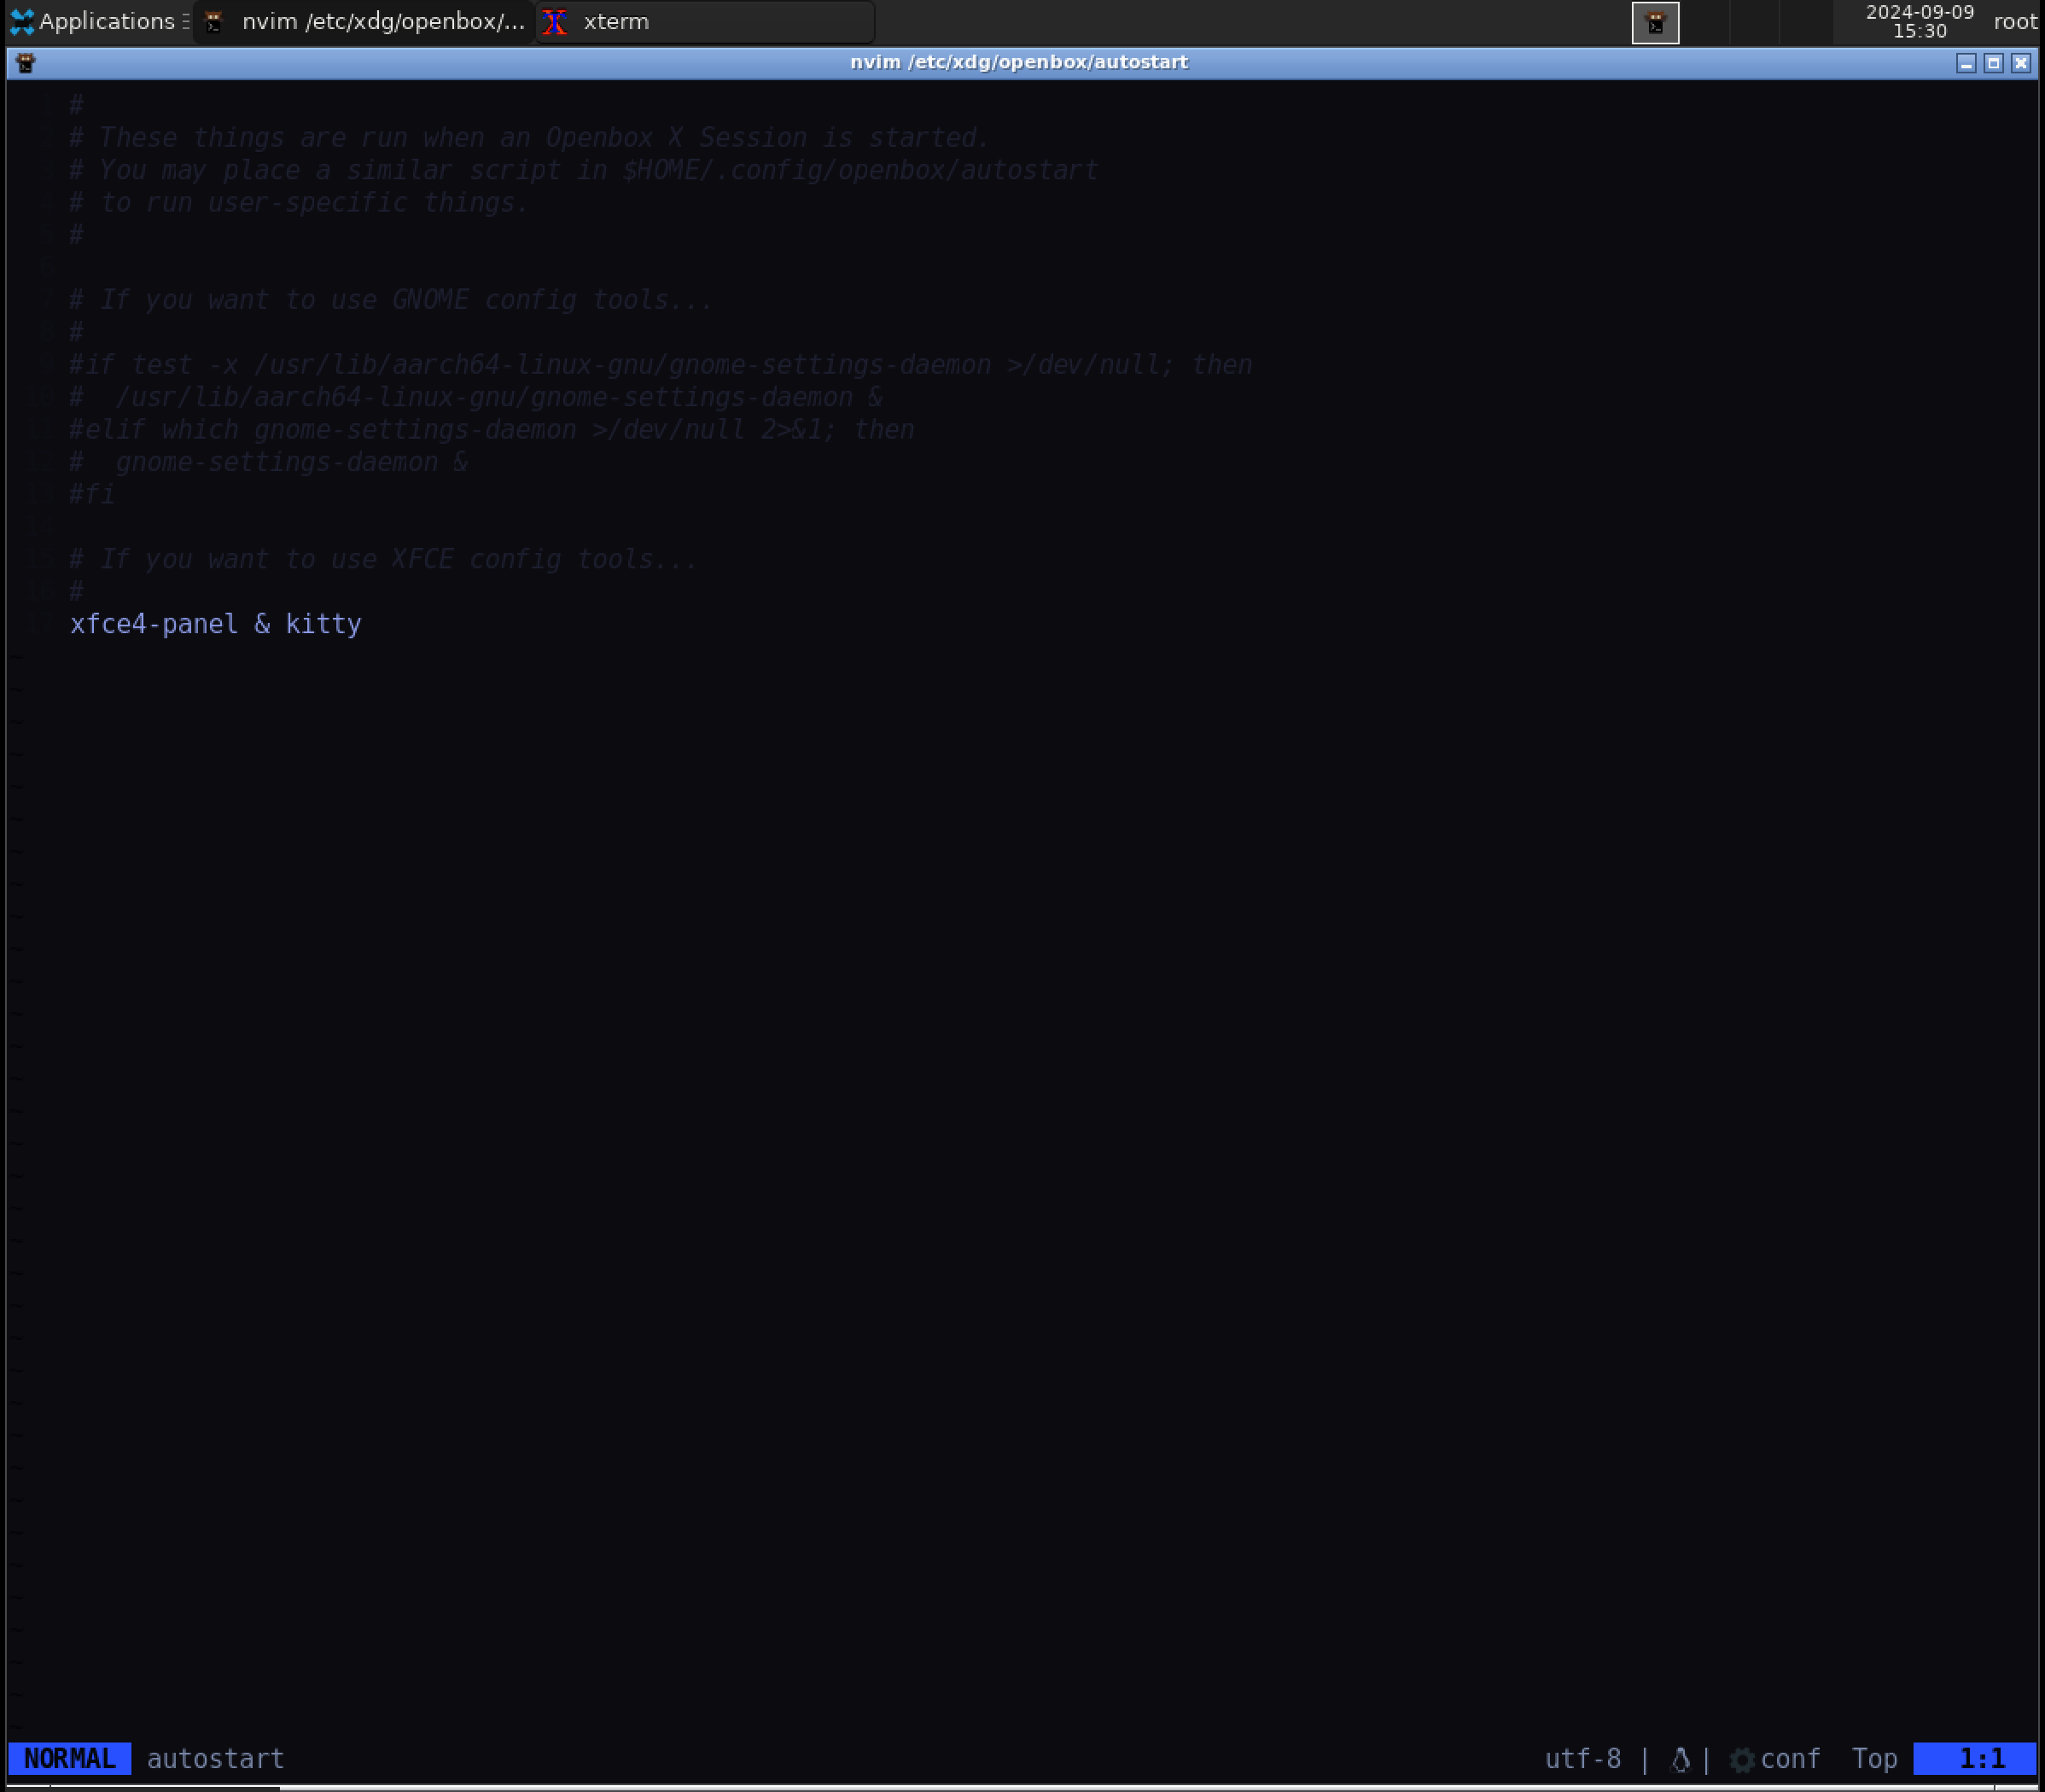 Applications nvim /etc/xdg/openbox/... xterm 2024-09-09 root
15:30
nvim /etc/xdg/openbox/autostart
#
# These things are run when an Openbox X Session is started.
# You may place a similar script in $HOME/.config/openbox/autostart
# to run user-specific things.
#
# If you want to use GNOME config tools...
#
#if test -x /usr/lib/aarch64-linux-gnu/gnome-settings-daemon >/dev/null; then
#  /usr/lib/aarch64-linux-gnu/gnome-settings-daemon &
#elif which gnome-settings-daemon >/dev/null 2>&1; then
#  gnome-settings-daemon &
#fi
# If you want to use XFCE config tools...
#
xfce4-panel & kitty
NORMAL autostart utf-8 | | conf Top 1:1